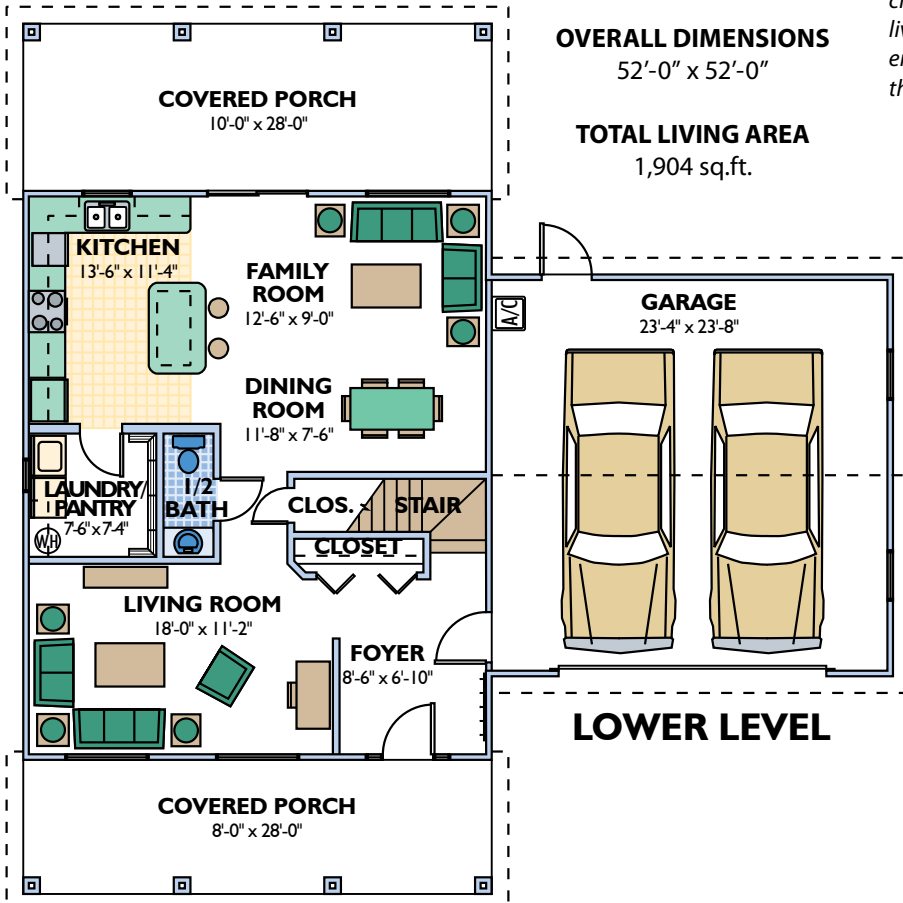 OVERALL DIMENSIONS
52’-0” x 52’-0”
TOTAL LIVING AREA
1,904 sq.ft.
COVERED PORCH
10'-0" x 28'-0"
KITCHEN
13'-6" x 11'-4"
FAMILY
ROOM
12'-6" x 9'-0"
A/C
GARAGE
23'-4" x 23'-8"
DINING
ROOM
11'-8" x 7'-6"
LAUNDRY/
PANTRY
7'-6" x 7'-4"
WH
1/2
BATH
CLOS.
STAIR
CLOSET
LIVING ROOM
18'-0" x 11'-2"
FOYER
8'-6" x 6'-10"
LOWER LEVEL
COVERED PORCH
8'-0" x 28'-0"